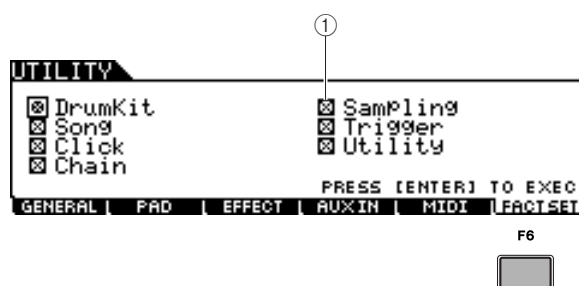 ①
UTILITY
DrumKit
Song
Click
Chain
Sampling
Trigger
Utility
PRESS [ENTER] TO EXEC
GENERAL PAD EFFECT AUXIN MIDI FACTSET
F6